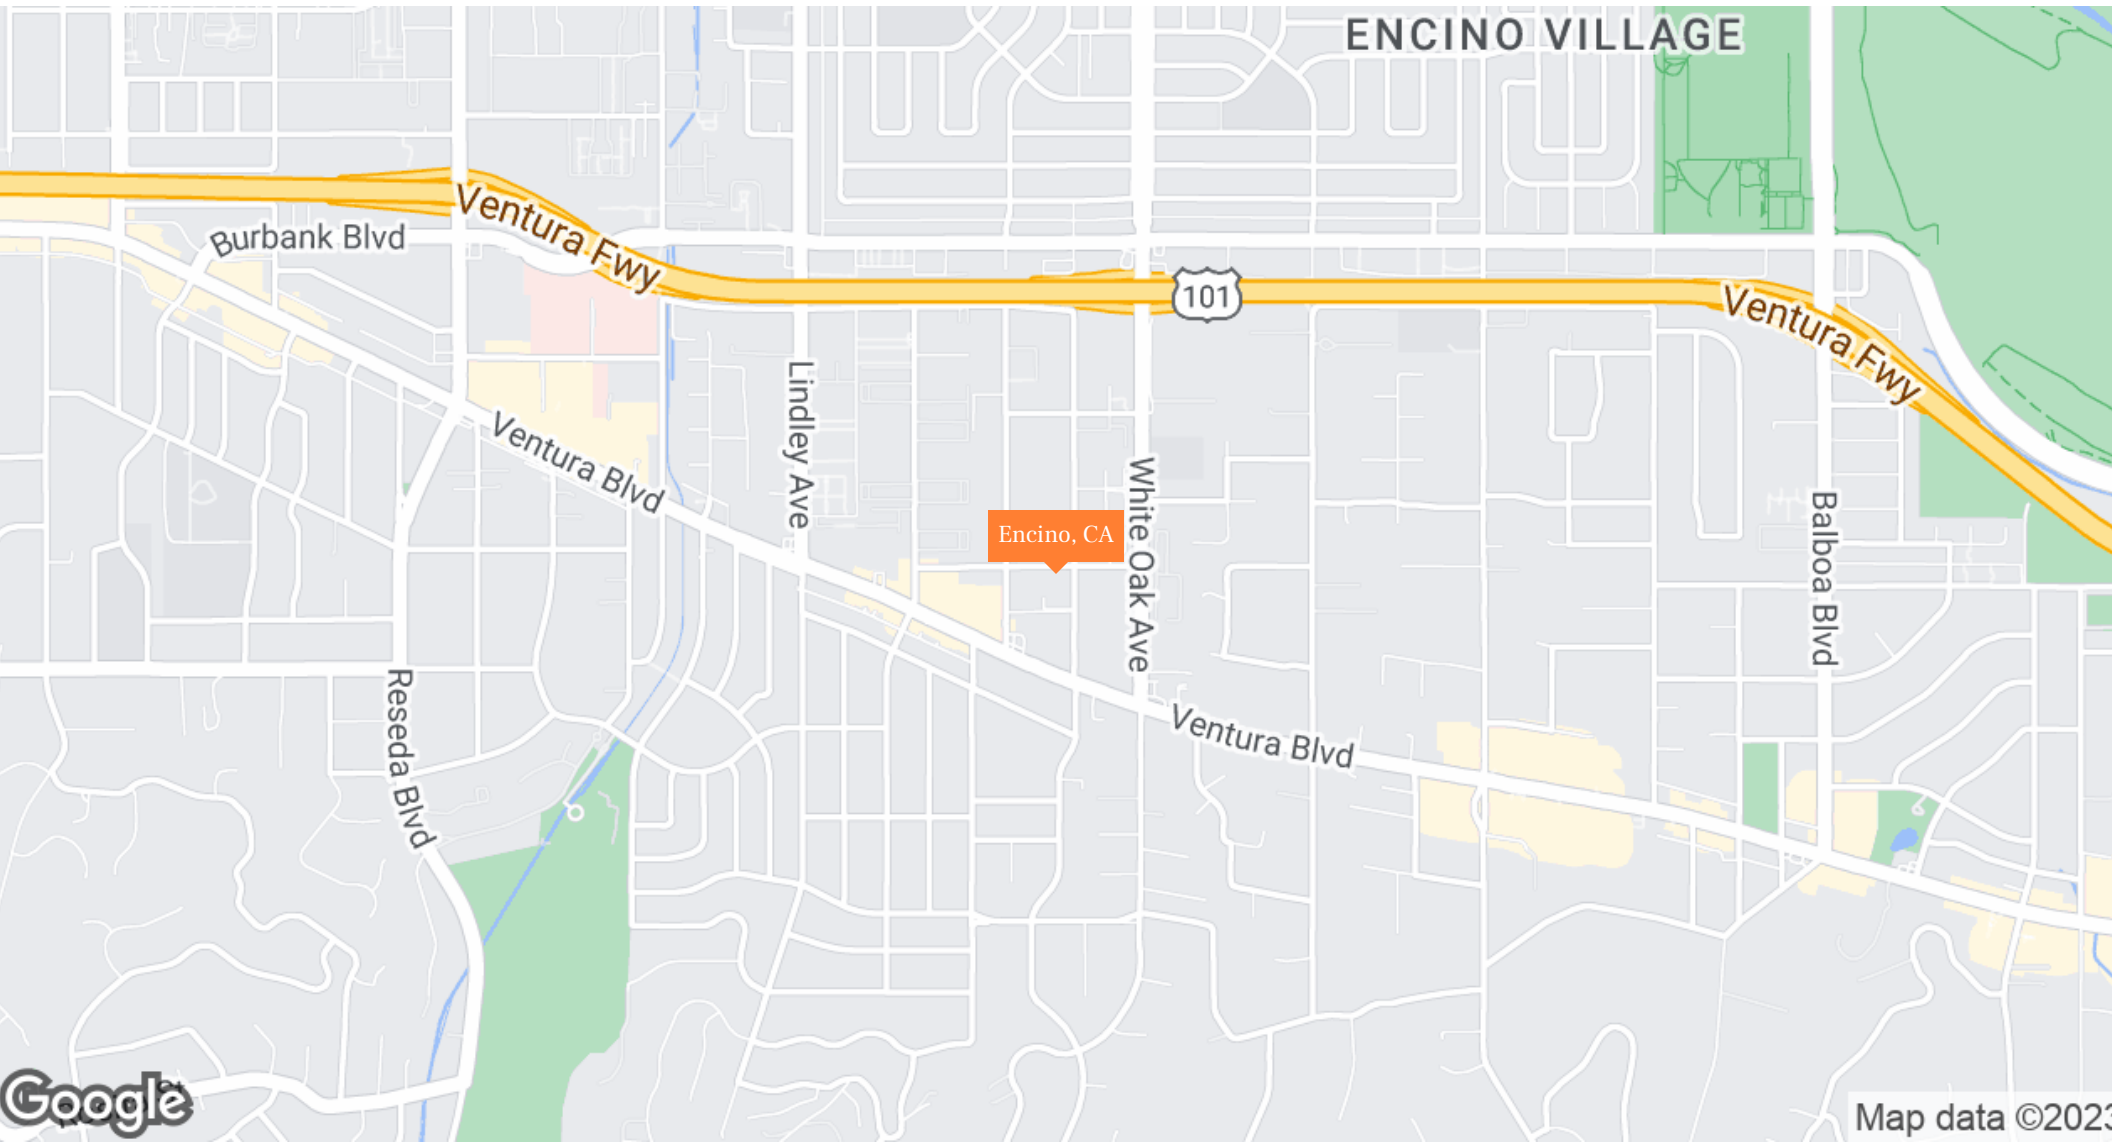 ENCINO VILLAGE
Ventura Fwy
Burbank Blvd
101
Ventura Fwy
Lindley Ave
Ventura Blvd
White Oak Ave
Balboa Blvd
Encino, CA
Reseda Blvd
Ventura Blvd
St
Google
Map data ©2023